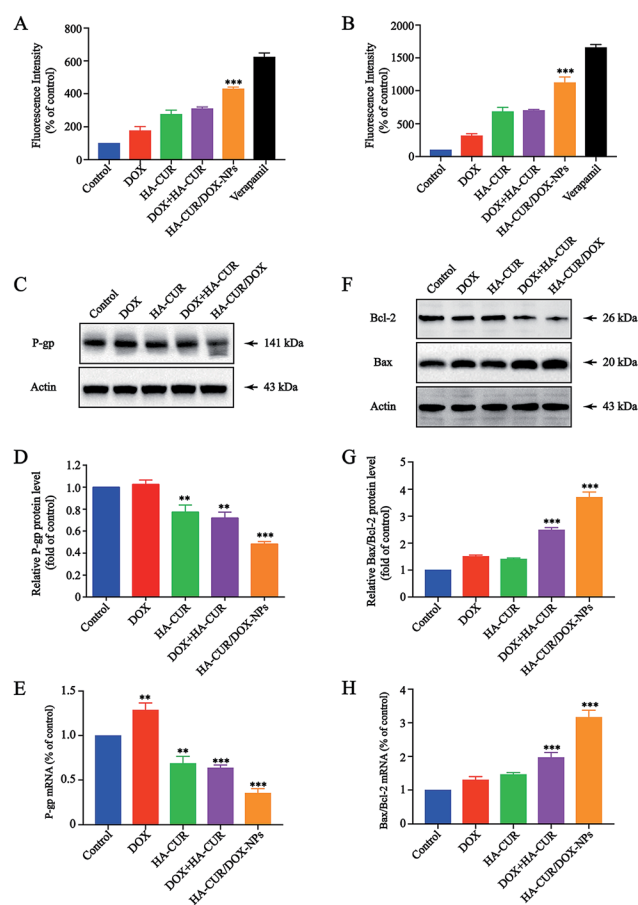 A
Fluorescence Intensity
(% of control)
800
600
400
200
0
***
Control
DOX
HA-CUR
DOX+HA-CUR
HA-CUR/DOX-NPs
Verapamil
B
Fluorescence Intensity
(% of control)
2000
1500
1000
500
0
***
Control
DOX
HA-CUR
DOX+HA-CUR
HA-CUR/DOX-NPs
Verapamil
C
Control
DOX
HA-CUR
DOX+HA-CUR
HA-CUR/DOX
P-gp
141 kDa
Actin
43 kDa
F
Control
DOX
HA-CUR
DOX+HA-CUR
HA-CUR/DOX
Bcl-2
26 kDa
Bax
20 kDa
Actin
43 kDa
D
Relative P-gp protein level
(fold of control)
1.2
1.0
0.8
0.6
0.4
0.2
0
**
**
***
Control
DOX
HA-CUR
DOX+HA-CUR
HA-CUR/DOX-NPs
G
Relative Bax/Bcl-2 protein level
(fold of control)
5
4
3
2
1
0
***
***
Control
DOX
HA-CUR
DOX+HA-CUR
HA-CUR/DOX-NPs
E
P-gp mRNA (% of control)
1.5
1.0
0.5
0
**
**
***
***
Control
DOX
HA-CUR
DOX+HA-CUR
HA-CUR/DOX-NPs
H
Bax/Bcl-2 mRNA (% of control)
4
3
2
1
0
***
***
Control
DOX
HA-CUR
DOX+HA-CUR
HA-CUR/DOX-NPs